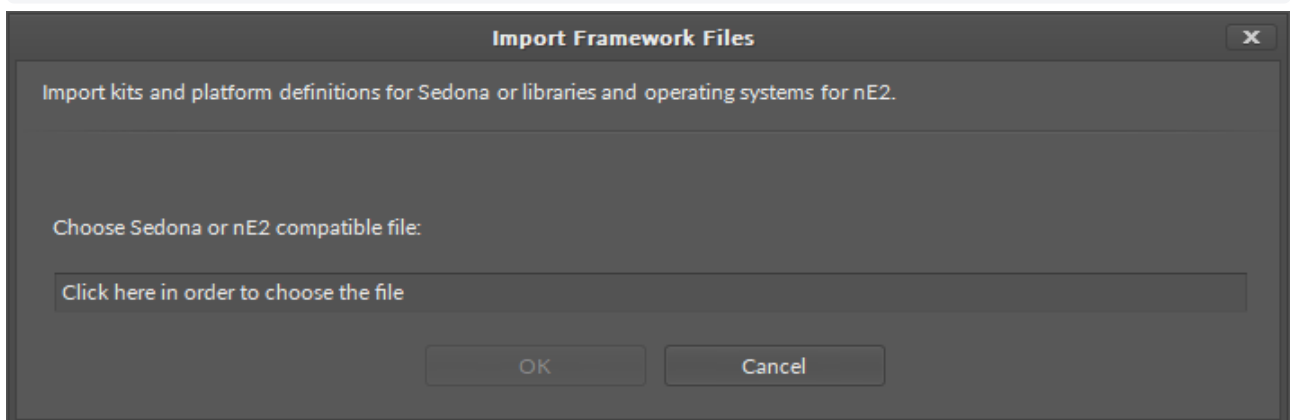 Import Framework Files
x
Import kits and platform definitions for Sedona or libraries and operating systems for nE2.
Choose Sedona or nE2 compatible file:
Click here in order to choose the file
OK Cancel